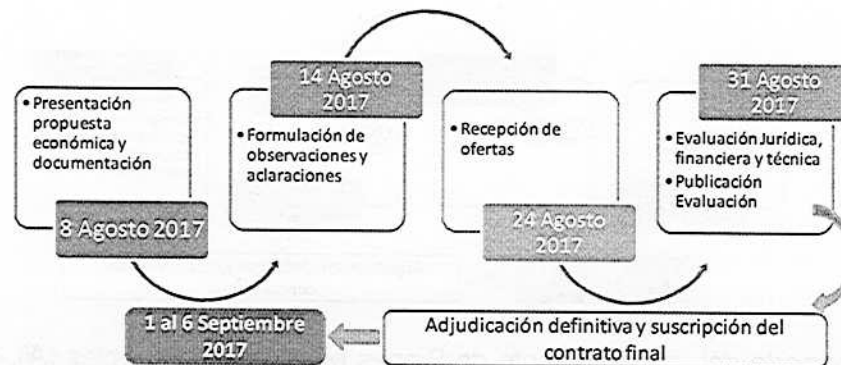 • Presentación
propuesta
económica y
documentación
8 Agosto 2017
14 Agosto
2017
• Formulación de
observaciones y
aclaraciones
• Recepción de
ofertas
24 Agosto
2017
31 Agosto
2017
• Evaluación Jurídica,
financiera y técnica
• Publicación
Evaluación
Adjudicación definitiva y suscripción del
contrato final
1 al 6 Septiembre
2017